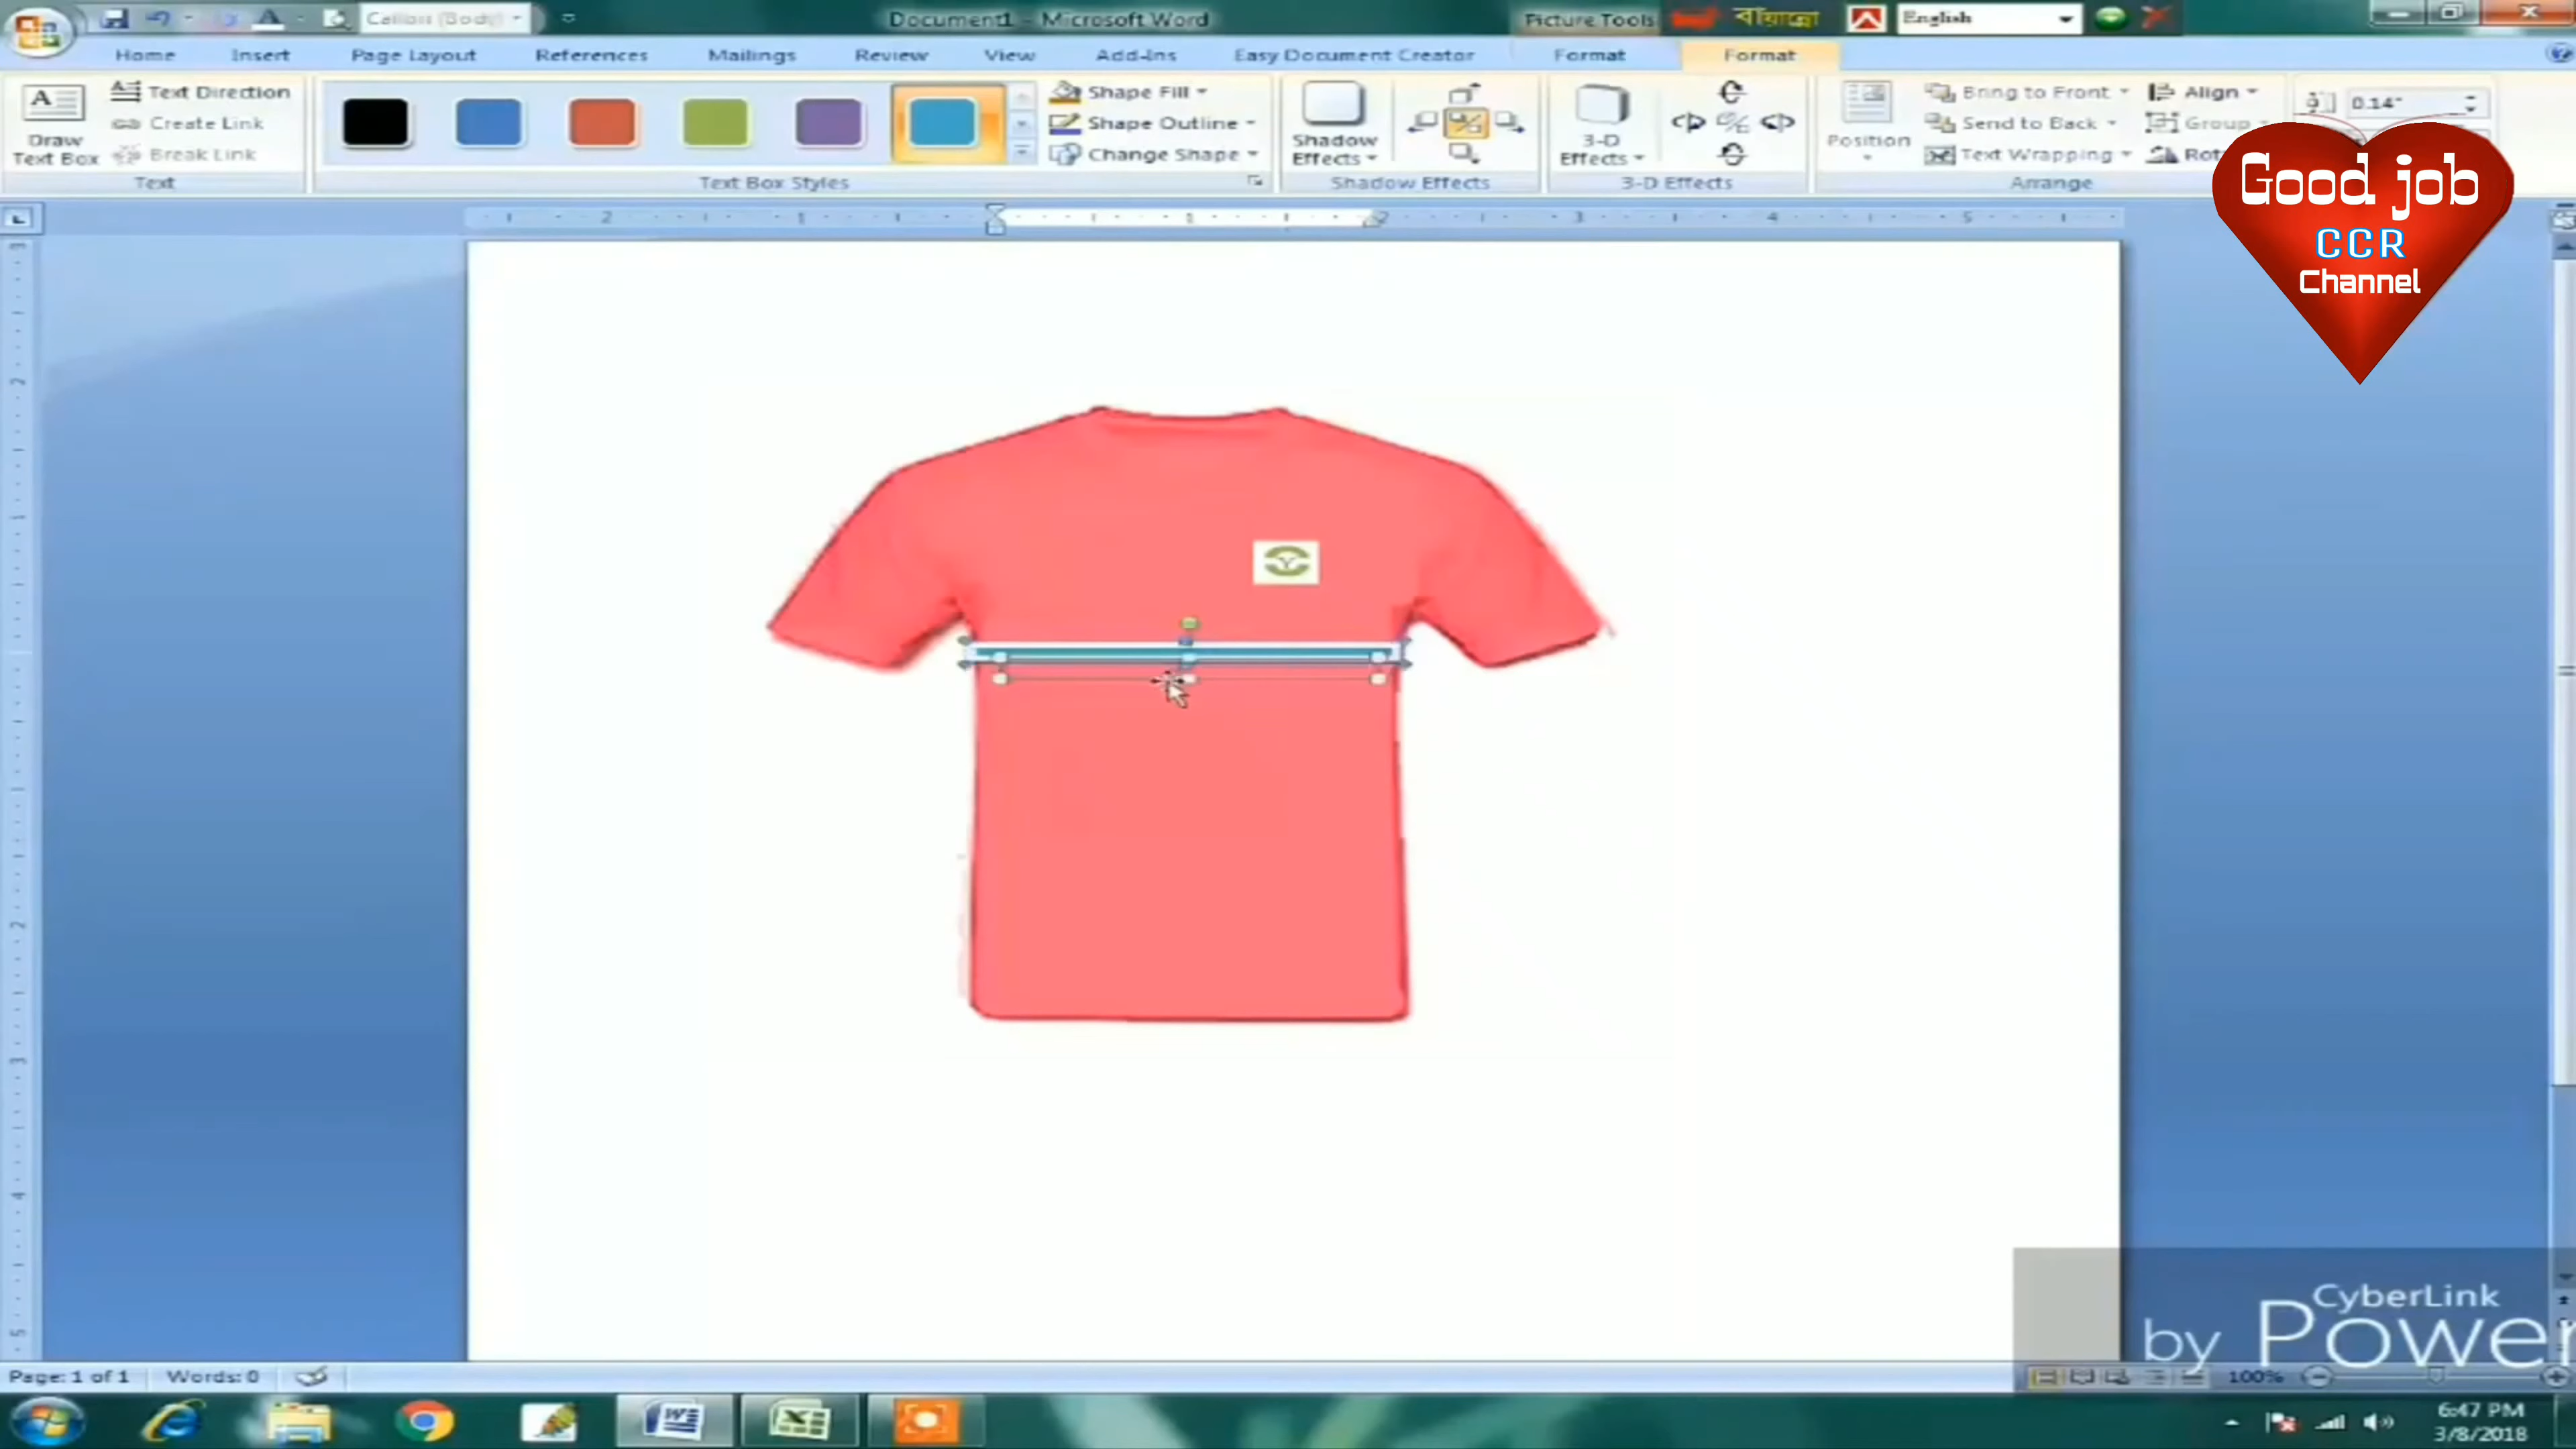 Calibri (Body)
Document1 - Microsoft Word
Picture Tools
বায়ান্নো
English
Home
Insert
Page Layout
References
Mailings
Review
View
Add-Ins
Easy Document Creator
Format
Format
Draw
Text Box
Text Direction
Create Link
Break Link
Text
Shape Fill
Shape Outline
Change Shape
Text Box Styles
Shadow
Effects
Shadow Effects
3-D
Effects
3-D Effects
Position
Bring to Front
Send to Back
Text Wrapping
Align
Group
Arrange
0.14"
Good job
CCR
Channel
CyberLink
by Power
Page: 1 of 1
Words: 0
100%
6:47 PM
3/8/2018